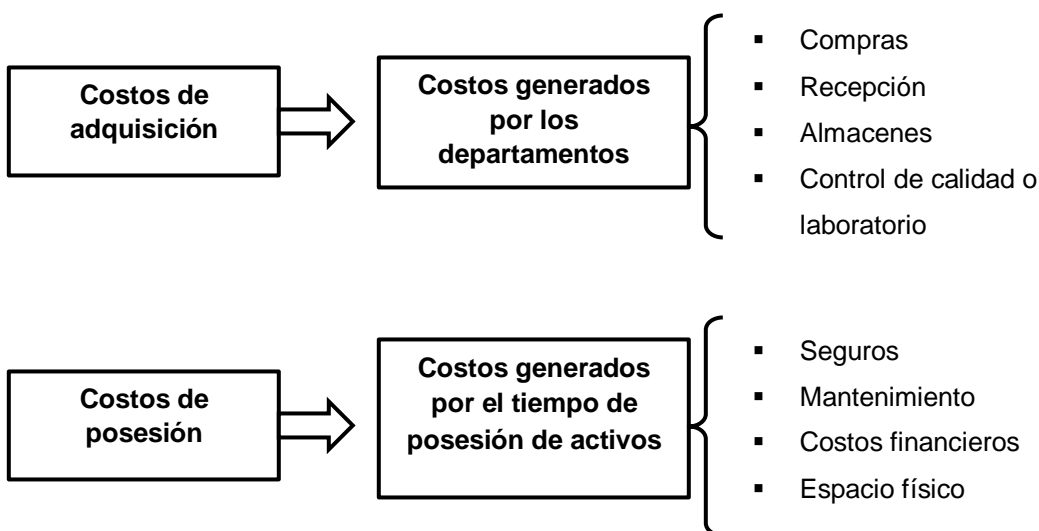 Costos de
adquisición
Costos generados
por los
departamentos
▪ Compras
▪ Recepción
▪ Almacenes
▪ Control de calidad o
laboratorio
Costos de
posesión
Costos generados
por el tiempo de
posesión de activos
▪ Seguros
▪ Mantenimiento
▪ Costos financieros
▪ Espacio físico